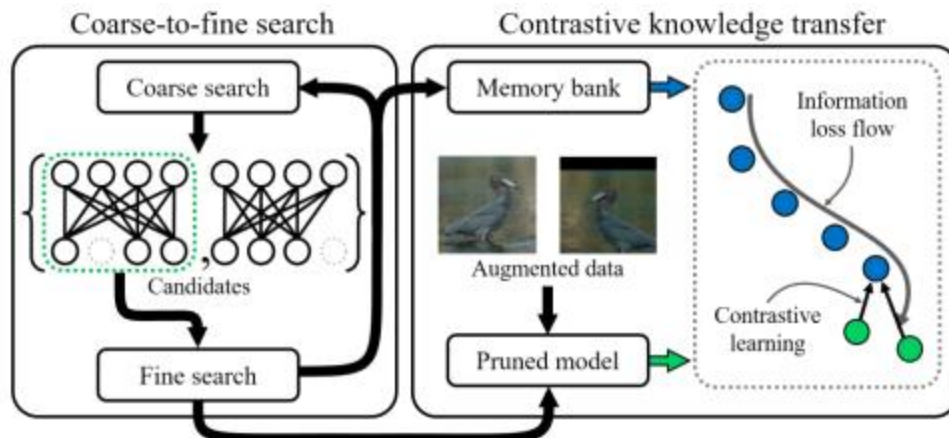 Coarse-to-fine search
Contrastive knowledge transfer
Coarse search
Candidates
Fine search
Memory bank
Augmented data
Pruned model
Information
loss flow
Contrastive
learning